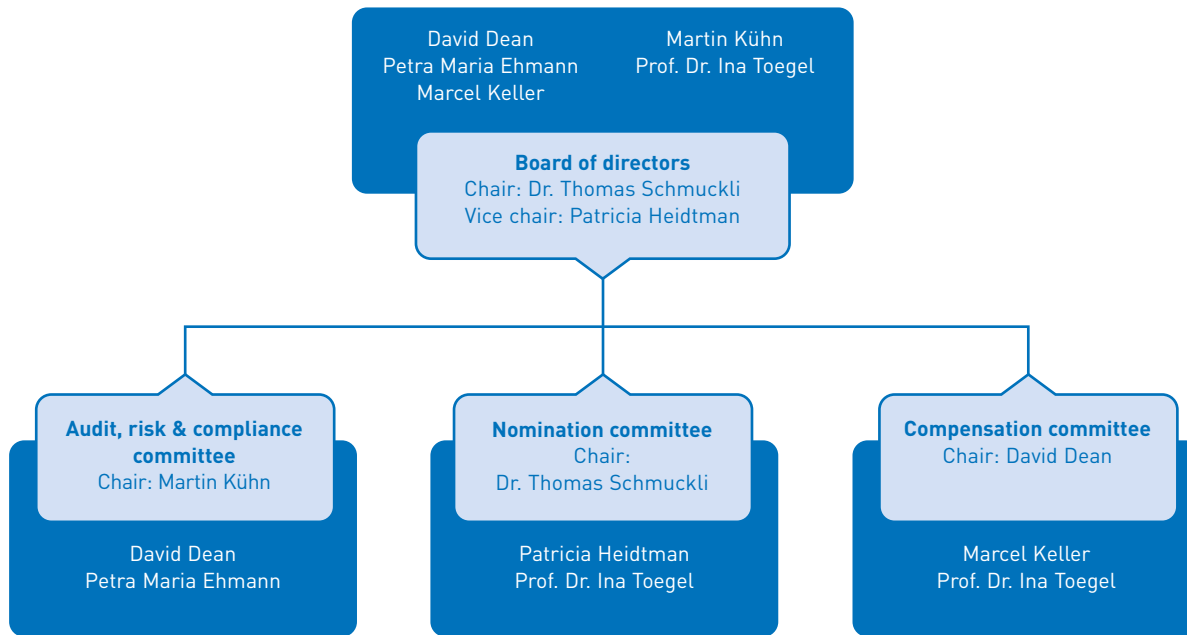 David Dean
Petra Maria Ehmann
Marcel Keller
Martin Kühn
Prof. Dr. Ina Toegel
Board of directors
Chair: Dr. Thomas Schmuckli
Vice chair: Patricia Heidtman
Audit, risk & compliance
committee
Chair: Martin Kühn
David Dean
Petra Maria Ehmann
Nomination committee
Chair:
Dr. Thomas Schmuckli
Patricia Heidtman
Prof. Dr. Ina Toegel
Compensation committee
Chair: David Dean
Marcel Keller
Prof. Dr. Ina Toegel